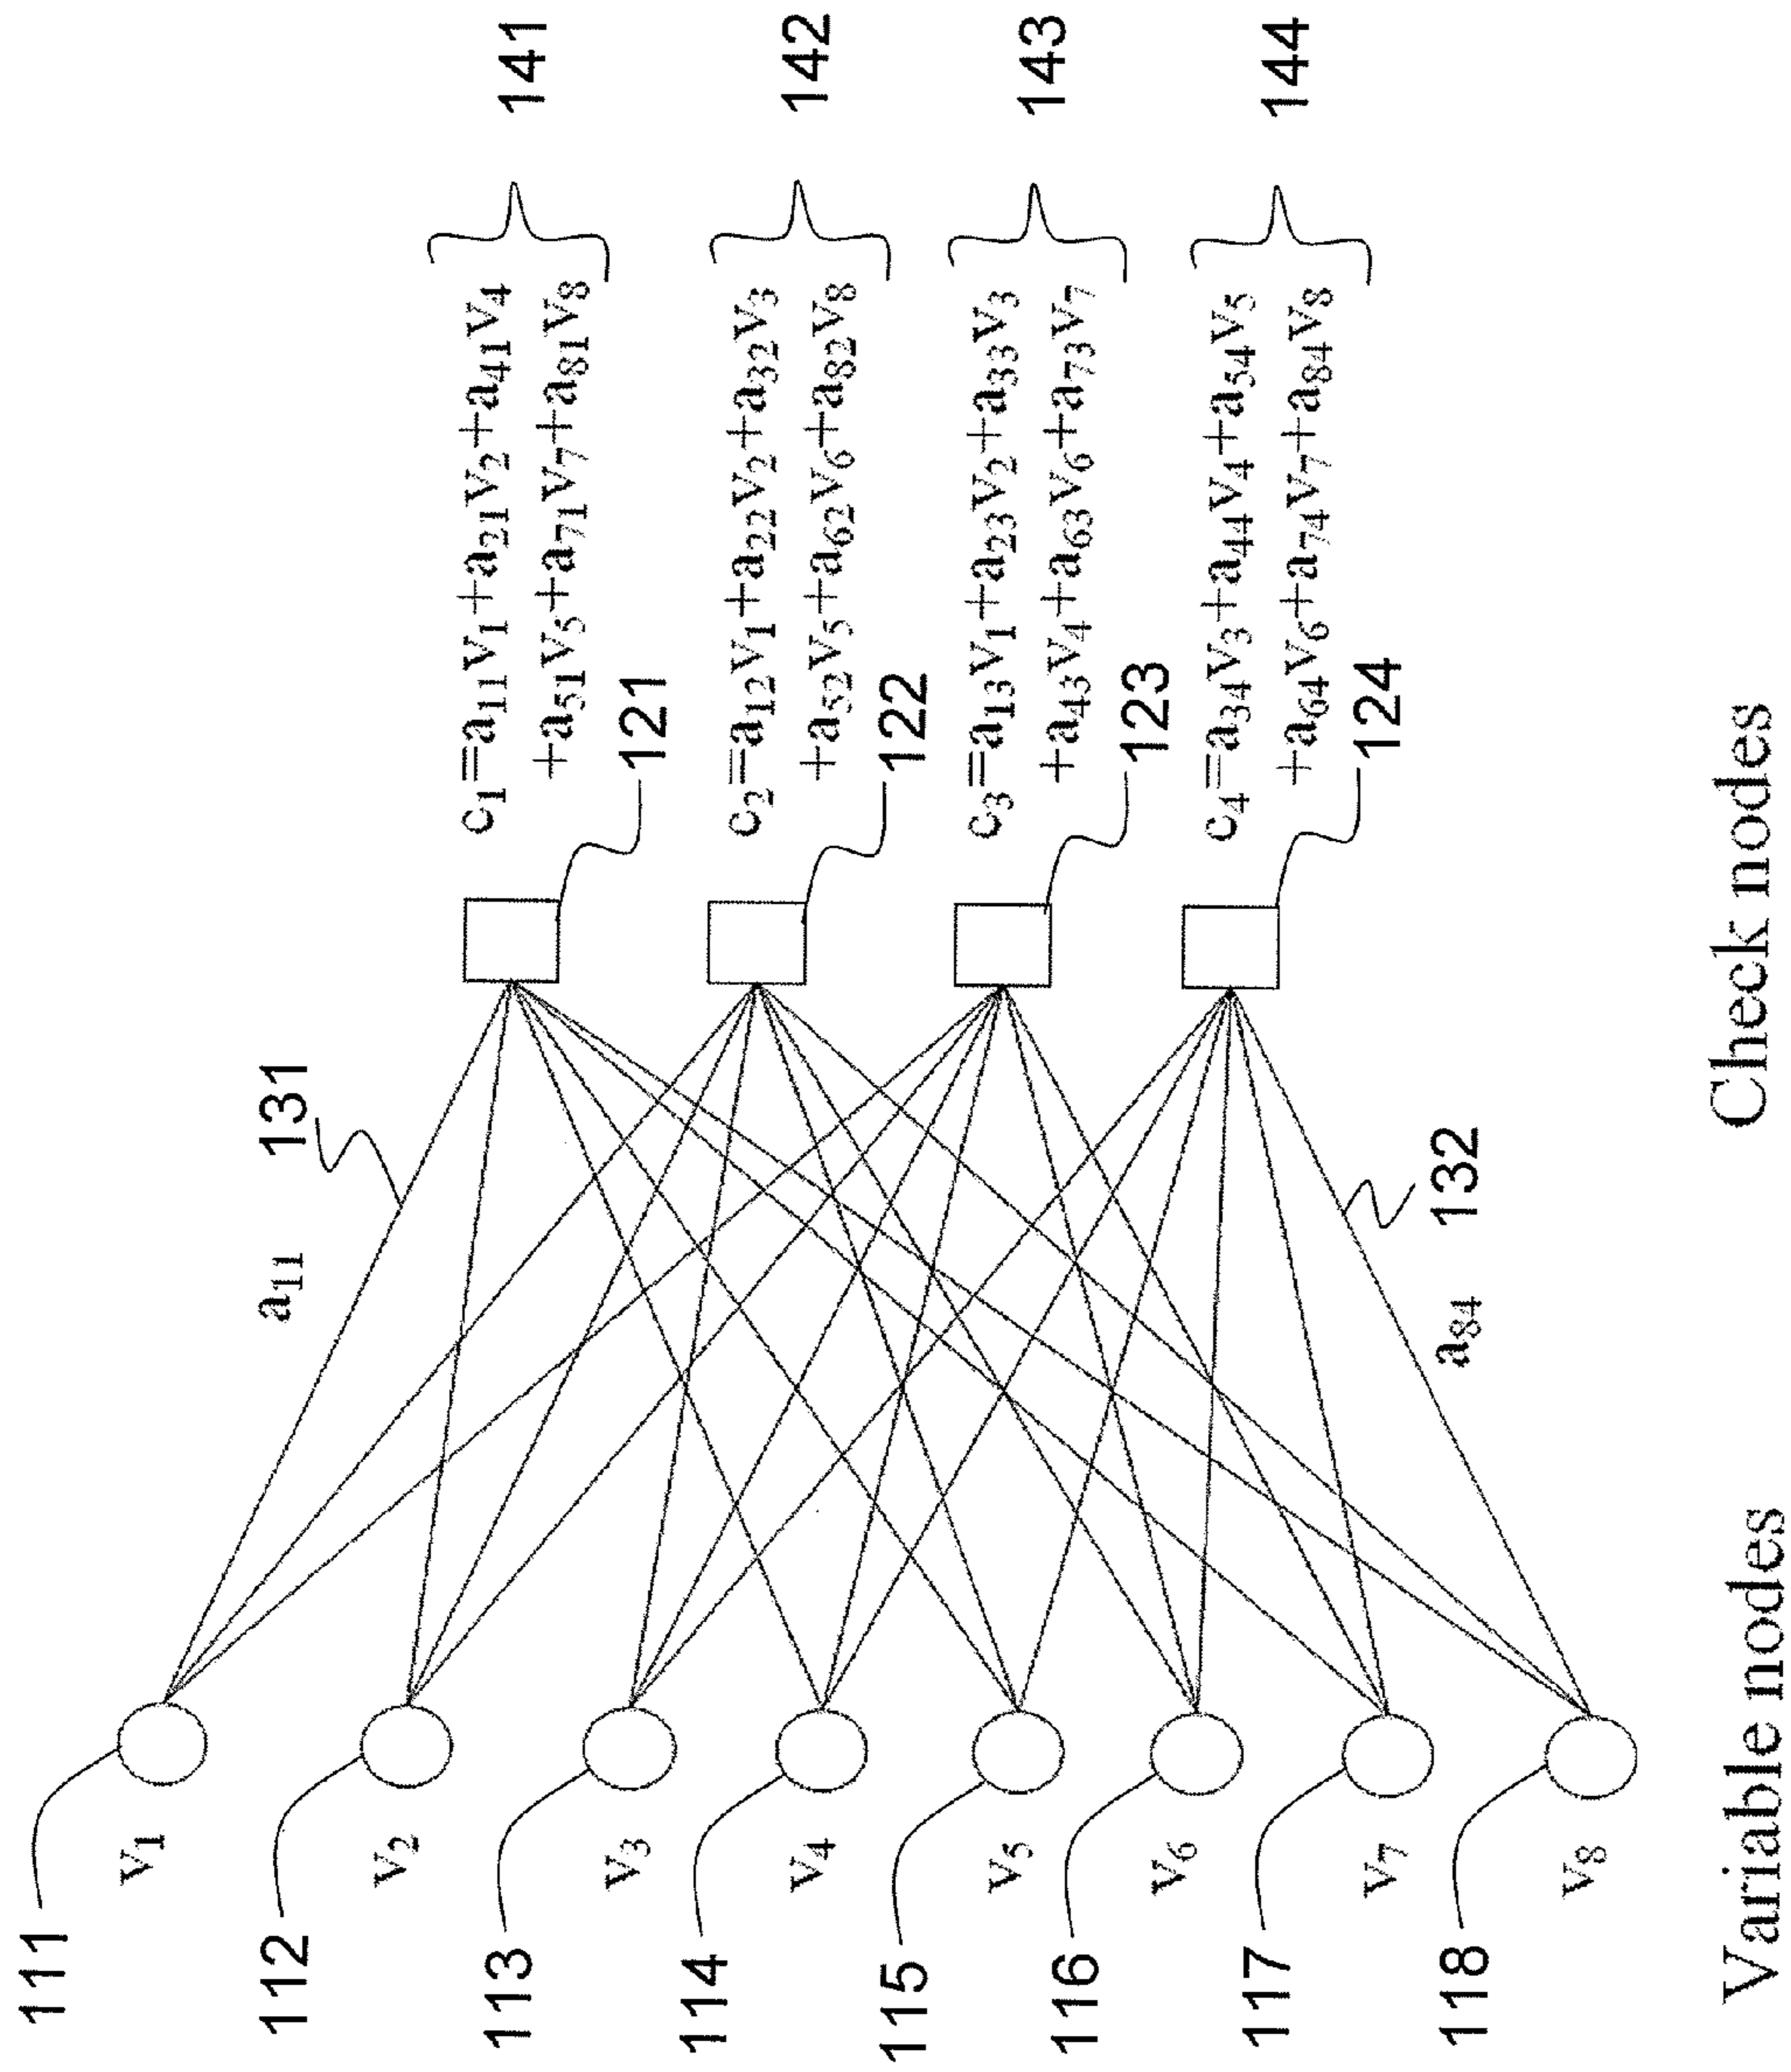 111
v₁
112
v₂
113
v₃
114
v₄
115
v₅
116
v₆
117
v₇
118
v₈
a₁₁
131
a₈₄
132
c₁=a₁₁v₁+a₂₁v₂+a₄₁v₄
+a₅₁v₅+a₇₁v₇+a₈₁v₈
121
141
c₂=a₁₂v₁+a₂₂v₂+a₃₂v₃
+a₅₂v₅+a₆₂v₆+a₈₂v₈
122
142
c₃=a₁₃v₁+a₂₃v₂+a₃₃v₃
+a₄₃v₄+a₆₃v₆+a₇₃v₇
123
143
c₄=a₃₄v₃+a₄₄v₄+a₅₄v₅
+a₆₄v₆+a₇₄v₇+a₈₄v₈
124
144
Variable nodes
Check nodes